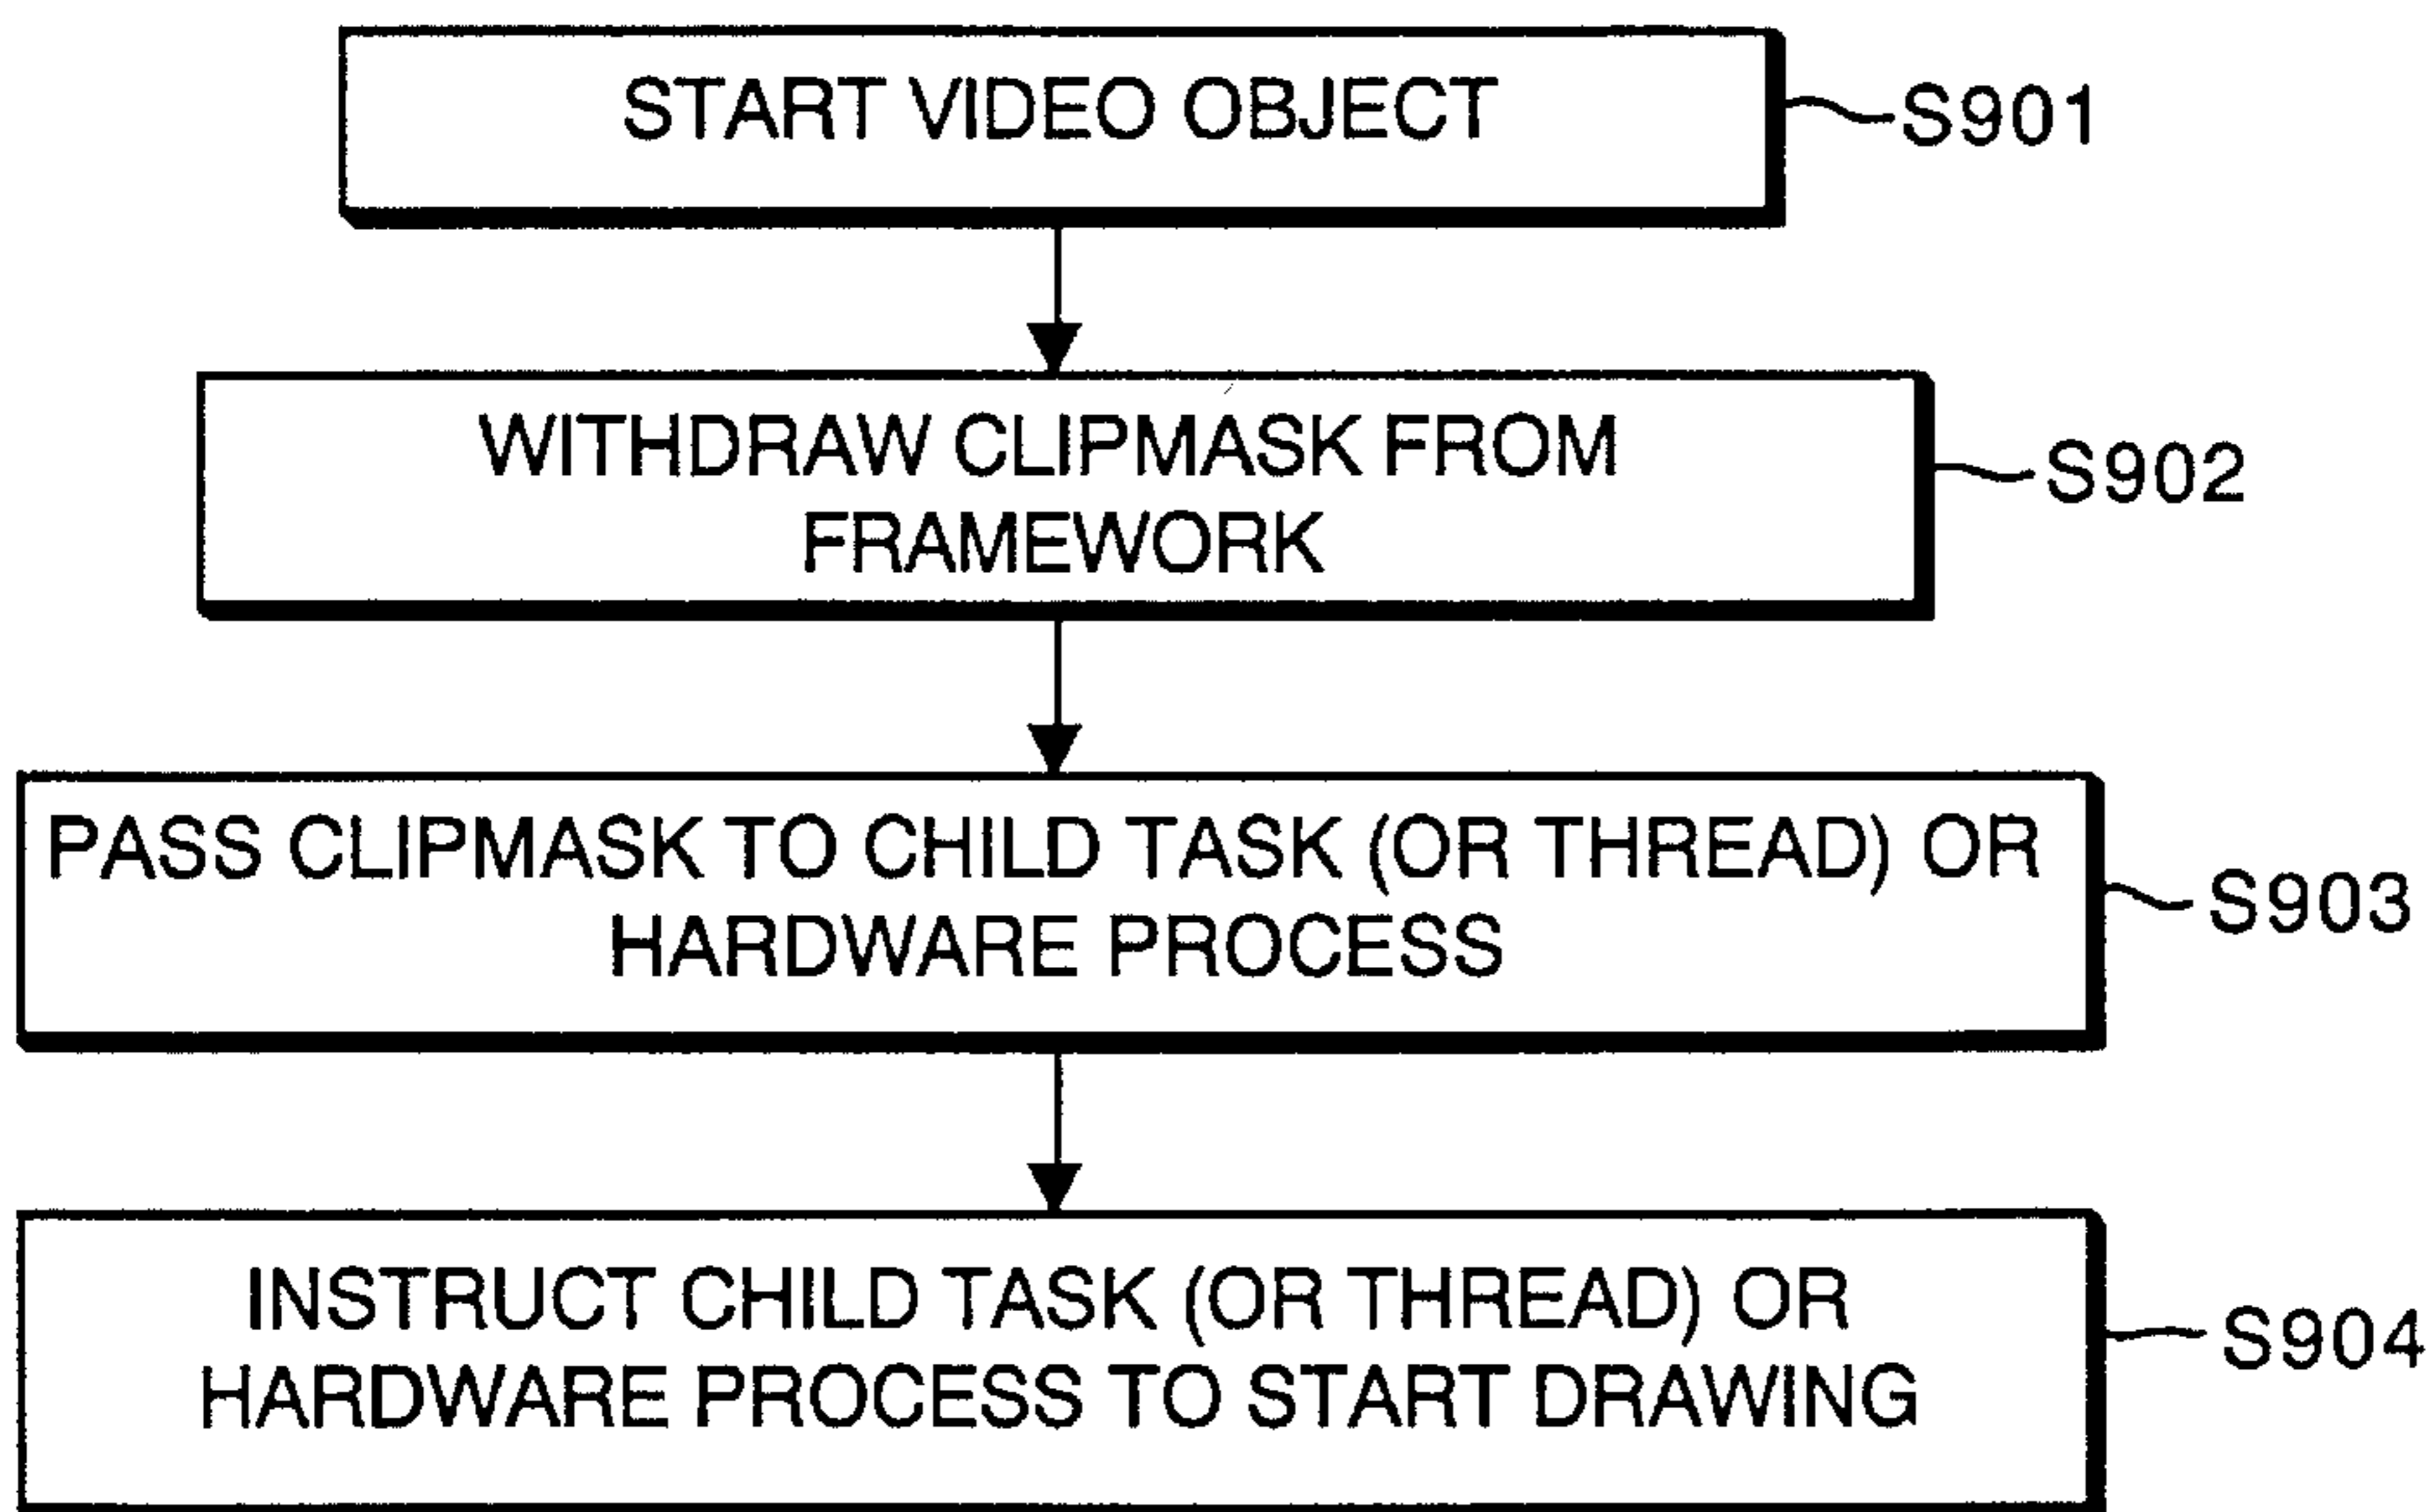 START VIDEO OBJECT
S901
WITHDRAW CLIPMASK FROM
FRAMEWORK
S902
PASS CLIPMASK TO CHILD TASK (OR THREAD) OR
HARDWARE PROCESS
S903
INSTRUCT CHILD TASK (OR THREAD) OR
HARDWARE PROCESS TO START DRAWING
S904